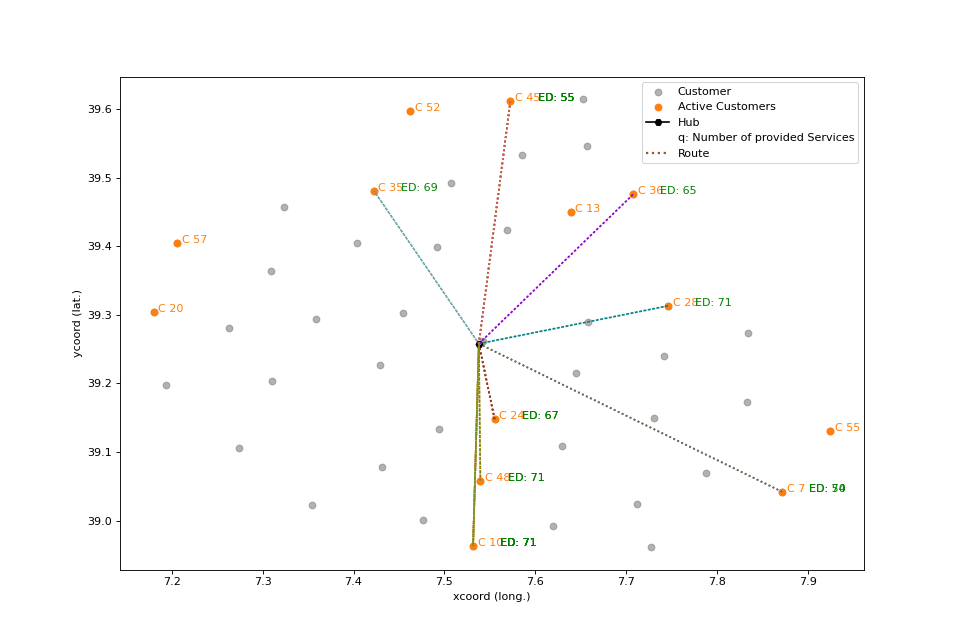 Customer
Active Customers
Hub
q: Number of provided Services
Route
C 45 ED: 55
C 52
C 35 ED: 69
C 36 ED: 65
C 13
C 57
C 20
C 28 ED: 71
C 24 ED: 67
C 55
C 48 ED: 71
C 7 ED:
C 10 ED: 71
39.6
39.5
39.4
39.3
39.2
39.1
39.0
ycoord (lat.)
7.2 7.3 7.4 7.5 7.6 7.7 7.8 7.9
xcoord (long.)